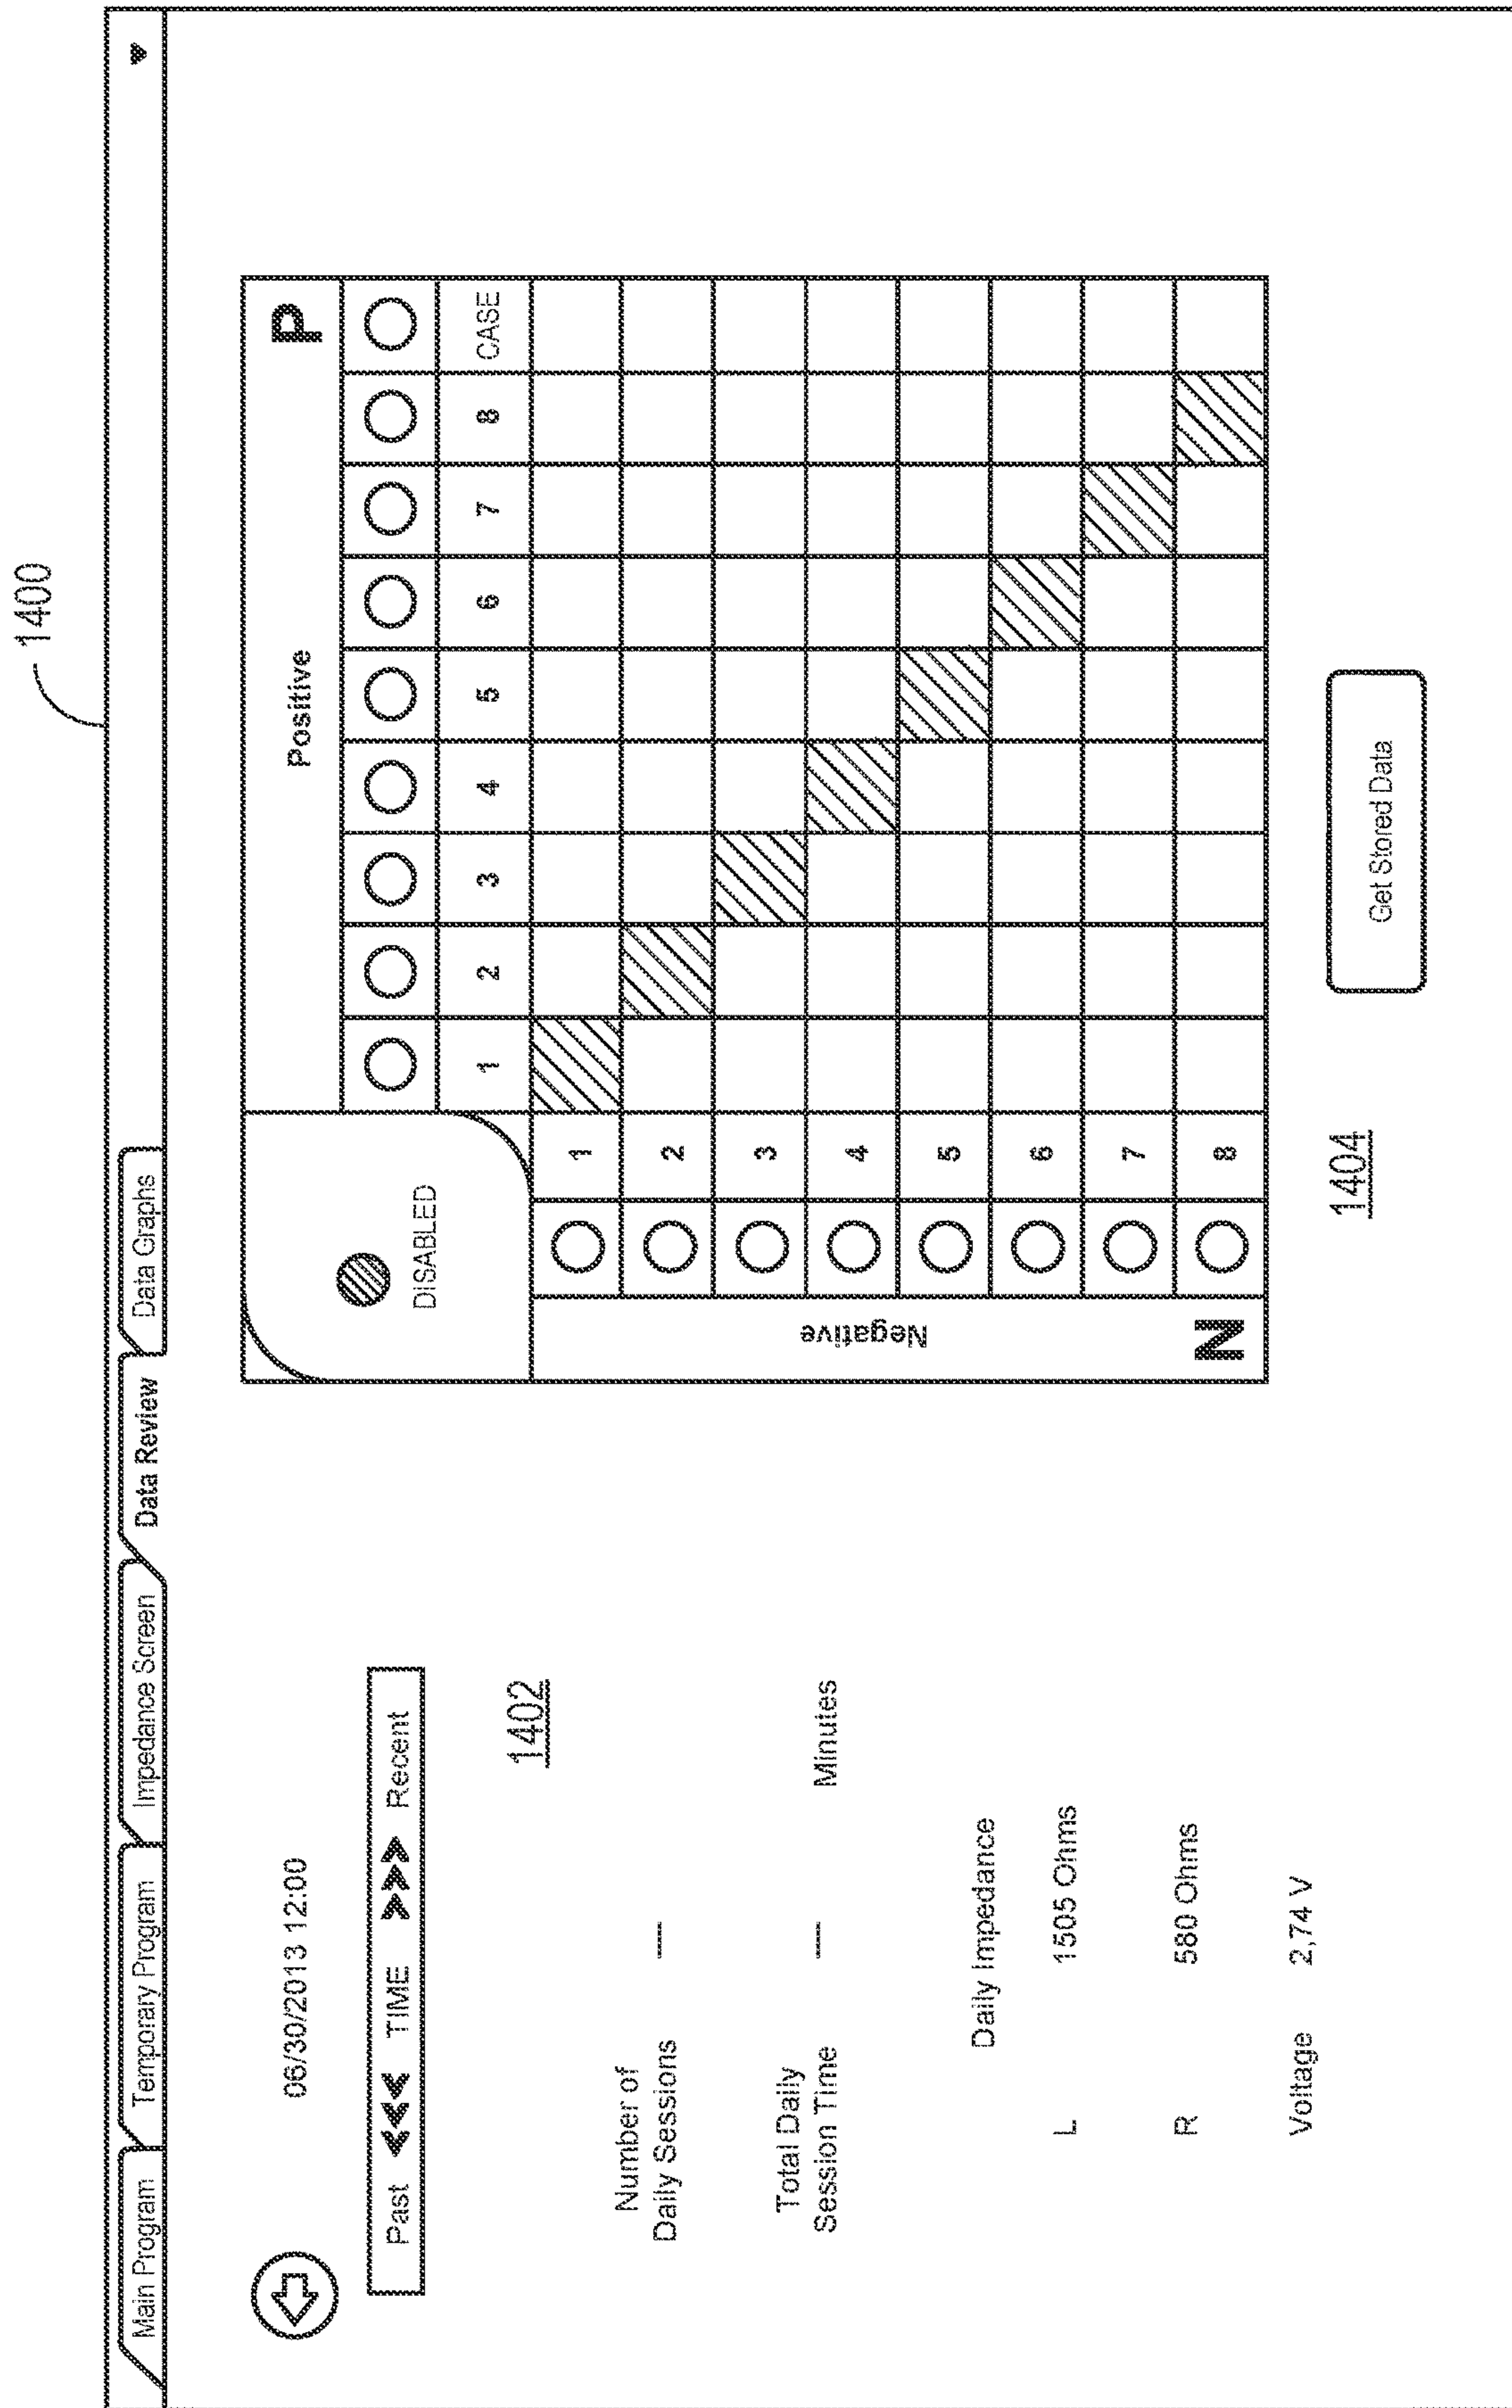 1400
Main Program
Temporary Program
Impedance Screen
Data Review
Data Graphs
06/30/2013 12:00
Past <<< TIME >>> Recent
1402
Number of
Daily Sessions —
Total Daily
Session Time — Minutes
Daily Impedance
L 1505 Ohms
R 580 Ohms
Voltage 2,74 V
DISABLED
Positive
P
1 2 3 4 5 6 7 8 CASE
Negative
N
1
2
3
4
5
6
7
8
1404
Get Stored Data